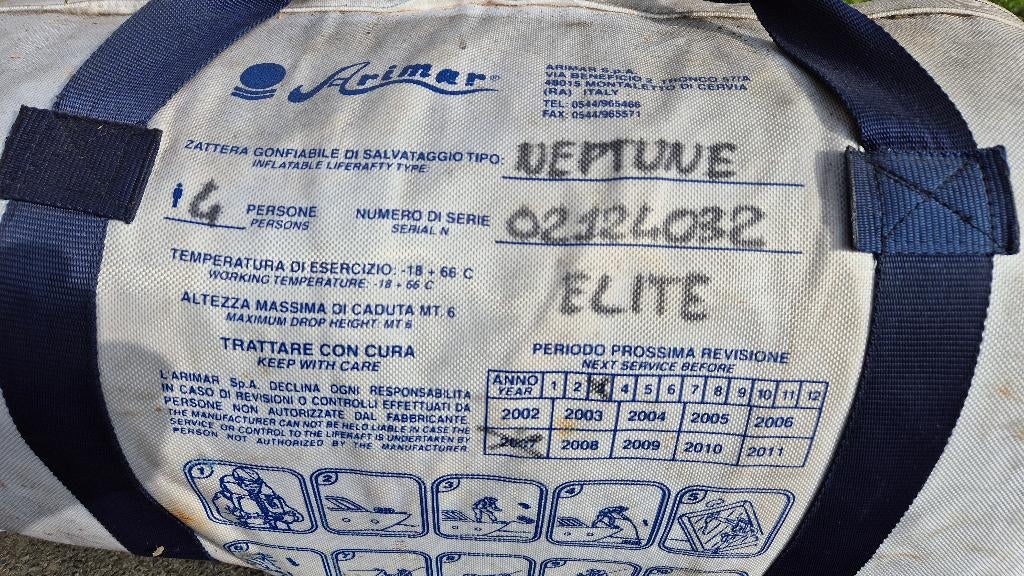 Arimar®
ARIMAR S.p.A.
VIA BENEFICIO 2° TRONCO 57/A
48015 MONTALETTO DI CERVIA
(RA) ITALY
TEL: 0544/965466
FAX: 0544/965571
ZATTERA GONFIABILE DI SALVATAGGIO TIPO: NEPTUNE
INFLATABLE LIFERAFTY TYPE:
4 PERSONE
PERSONS
NUMERO DI SERIE 02124032
SERIAL N
ELITE
TEMPERATURA DI ESERCIZIO: -18 + 66 C
WORKING TEMPERATURE: -18 + 66 C
ALTEZZA MASSIMA DI CADUTA MT. 6
MAXIMUM DROP HEIGHT: MT 6
TRATTARE CON CURA
KEEP WITH CARE
L'ARIMAR SpA. DECLINA OGNI RESPONSABILITA
IN CASO DI REVISIONI O CONTROLLI EFFETTUATI DA
PERSONE NON AUTORIZZATE DAL FABBRICANTE
THE MANUFACTURER CAN NOT BE HELD LIABLE IN CASE THE
SERVICE OR CONTROL TO THE LIFERAFT IS UNDERTAKEN BY
PERSON NOT AUTHORIZED BY THE MANUFACTURER
PERIODO PROSSIMA REVISIONE
NEXT SERVICE BEFORE
ANNO 1 2 4 5 6 7 8 9 10 11 12
YEAR
2002 2003 2004 2005 2006
2007 2008 2009 2010 2011
1 2 3 4 5
6 7